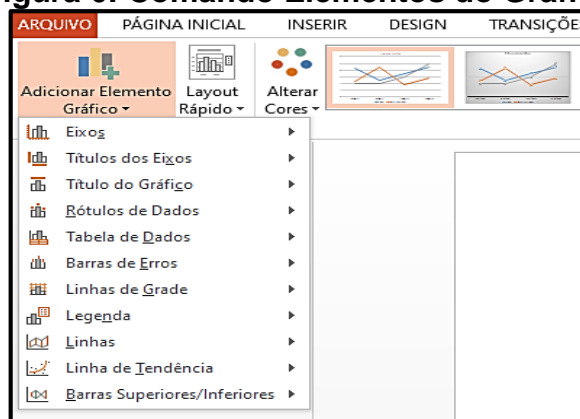 ARQUIVO PÁGINA INICIAL INSERIR DESIGN
Adicionar Elemento Gráfico
Layout Rápido
Alterar Cores
Eixos
Títulos dos Eixos
Título do Gráfico
Rótulos de Dados
Tabela de Dados
Barras de Erros
Linhas de Grade
Legenda
Linhas
Linha de Tendência
Barras Superiores/Inferiores